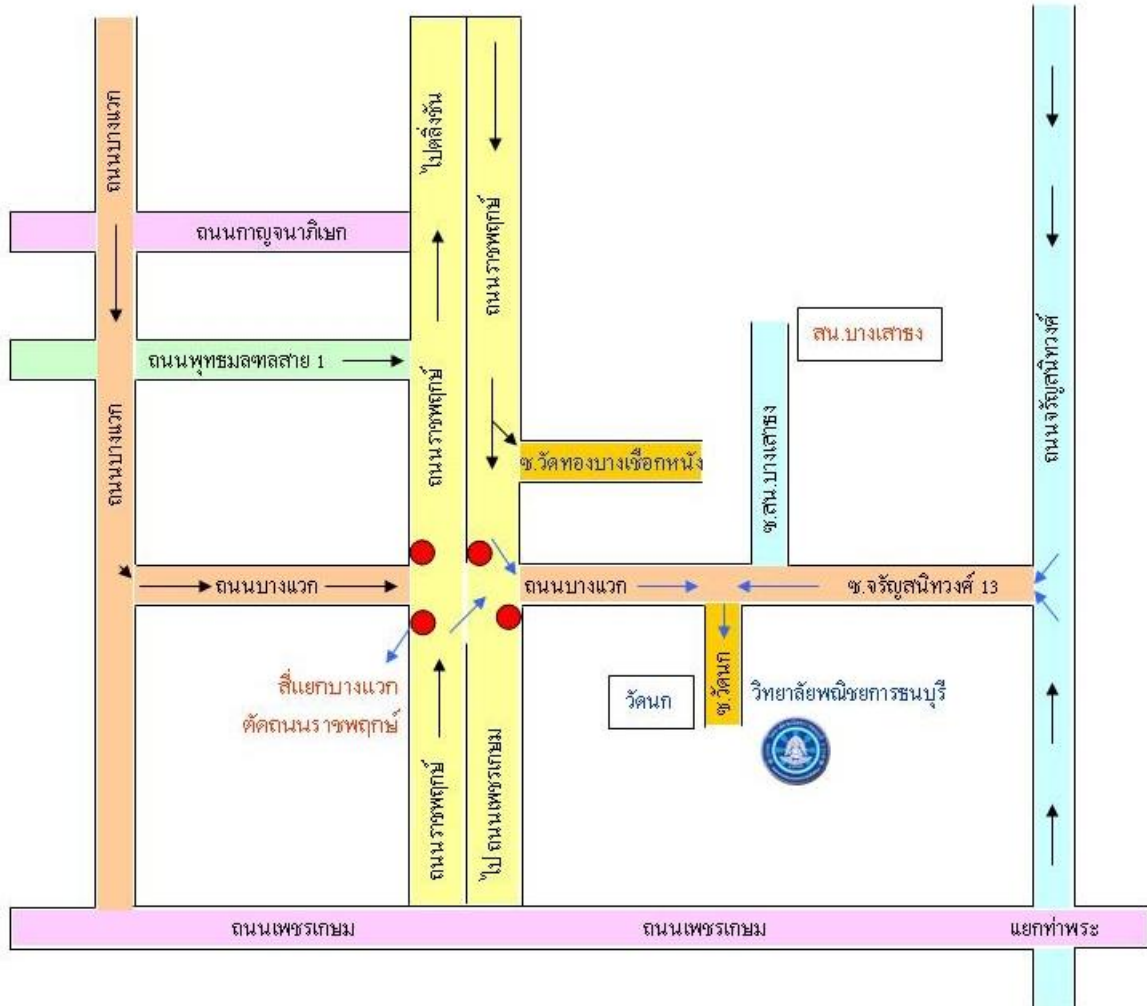 ถนนบางแวก
ไปตลิ่งชัน
ถนนราชพฤกษ์
ถนนกาญจนาภิเษก
สน.บางเสาธง
ถนนจรัญสนิทวงศ์
ถนนพุทธมลฑลสาย 1
ถนนราชพฤกษ์
ถนนบางแวก
ซ.วัดทองบางเชือกหนัง
ซ.สน.บางเสาธง
ถนนบางแวก
ถนนบางแวก
ซ.จรัญสนิทวงศ์ 13
สี่แยกบางแวก
ตัดถนนราชพฤกษ์
วัดนก
ซ.วัดนก
วิทยาลัยพณิชยการธนบุรี
ถนนราชพฤกษ์
ไป ถนนเพชรเกษม
ถนนเพชรเกษม
ถนนเพชรเกษม
แยกท่าพระ